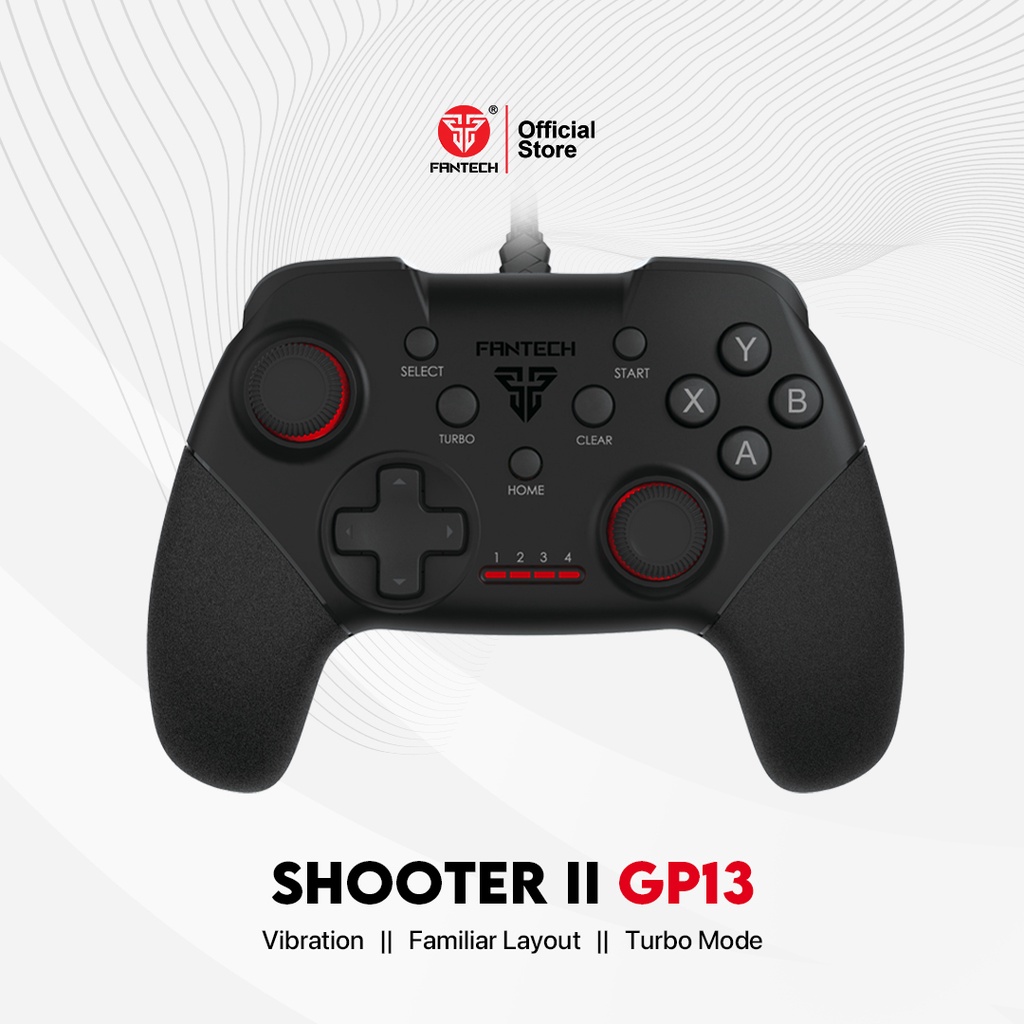 FANTECH®
Official
Store
FANTECH
SELECT
START
TURBO
CLEAR
HOME
Y
X
B
A
1 2 3 4
SHOOTER II GP13
Vibration || Familiar Layout || Turbo Mode